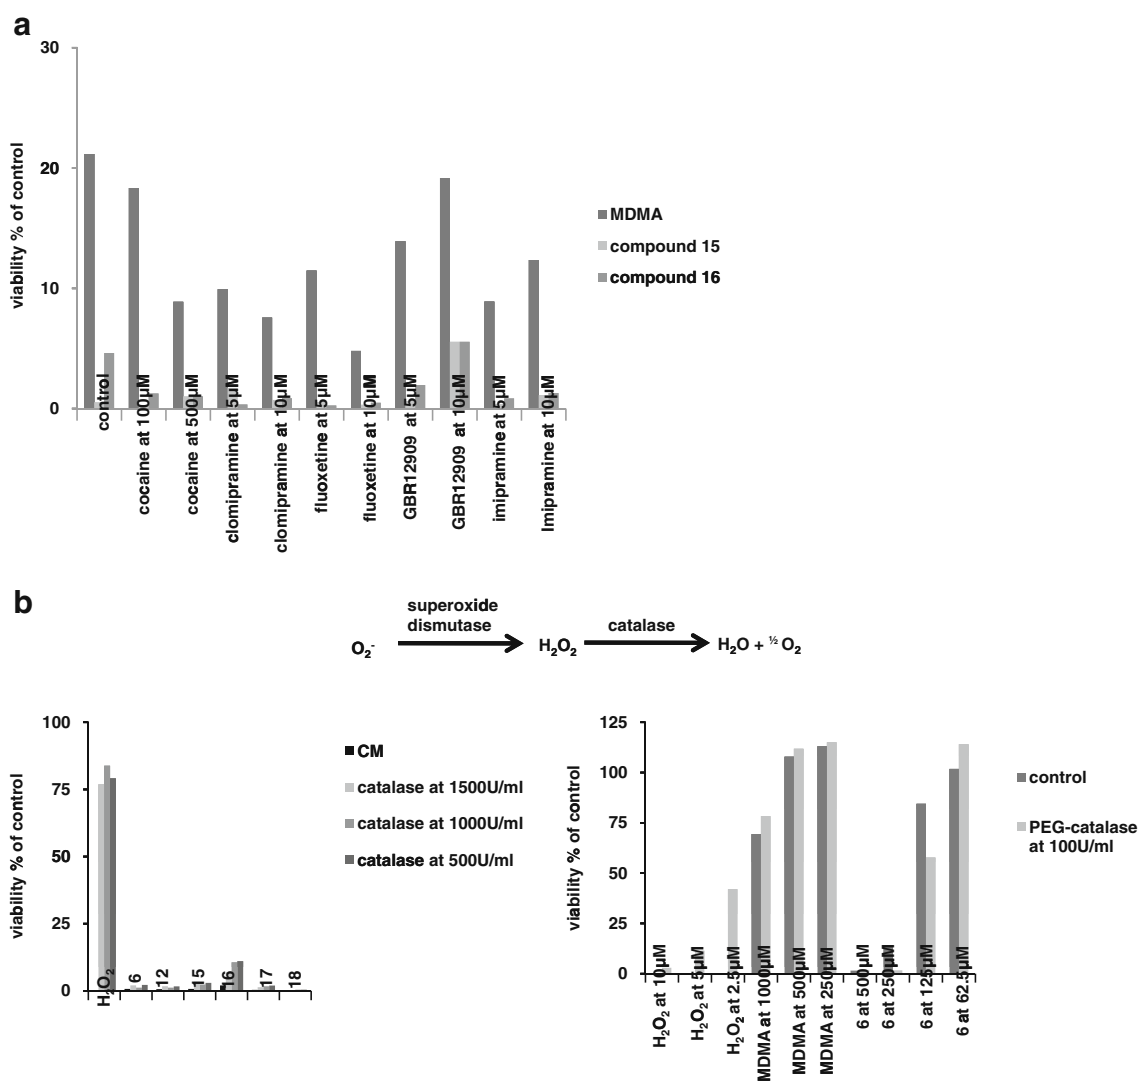 a
30
20
10
0
viability % of control
control
cocaine at 100µM
cocaine at 500µM
clomipramine at 5µM
clomipramine at 10µM
fluoxetine at 5µM
fluoxetine at 10µM
GBR12909 at 5µM
GBR12909 at 10µM
imipramine at 5µM
Imipramine at 10µM
MDMA
compound 15
compound 16
b
O₂⁻
superoxide
dismutase
H₂O₂
catalase
H₂O + ½ O₂
100
75
50
25
0
viability % of control
H₂O₂
6
12
15
16
17
18
CM
catalase at 1500U/ml
catalase at 1000U/ml
catalase at 500U/ml
125
100
75
50
25
0
viability % of control
H₂O₂ at 10µM
H₂O₂ at 5µM
H₂O₂ at 2.5µM
MDMA at 1000µM
MDMA at 500µM
MDMA at 250µM
6 at 500µM
6 at 250µM
6 at 125µM
6 at 62.5µM
control
PEG-catalase
at 100U/ml